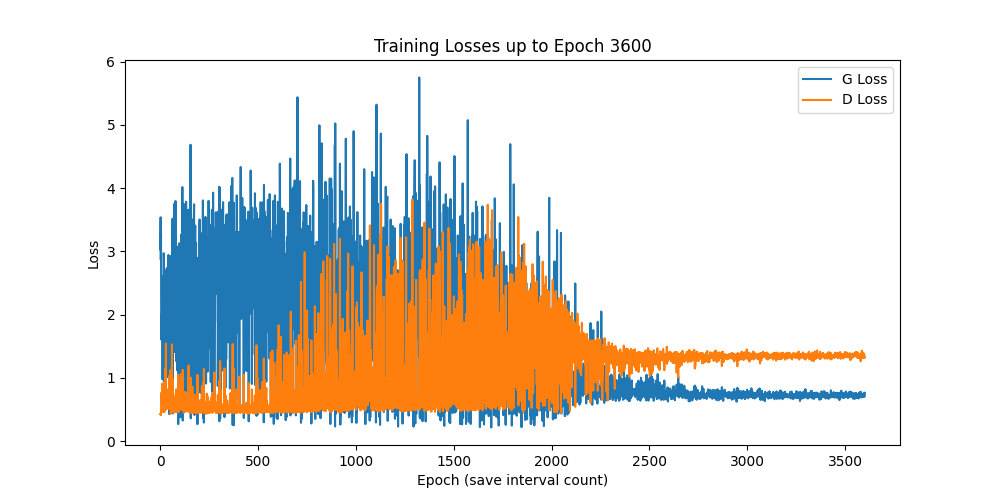 Training Losses up to Epoch 3600
G Loss
D Loss
6
5
4
3
2
1
0
Loss
0 500 1000 1500 2000 2500 3000 3500
Epoch (save interval count)